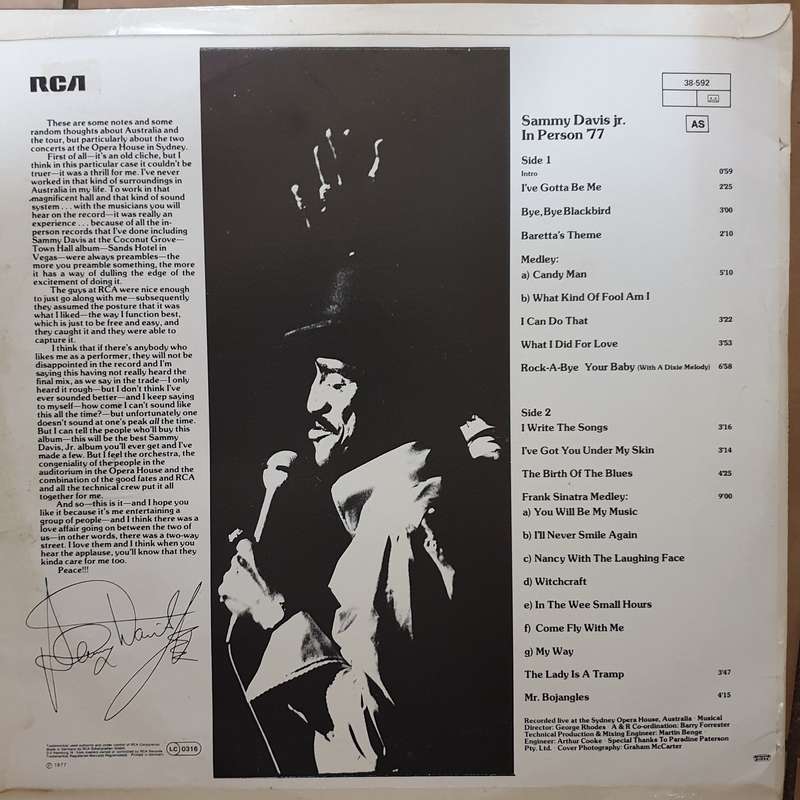 RCA
These are some notes and some
random thoughts about Australia and
the tour, but particularly about the two
concerts at the Opera House in Sydney.
First of all—it's an old cliche, but I
think in this particular case it couldn't be
truer—it was a thrill for me. I've never
worked in that kind of surroundings in
Australia in my life. To work in that
magnificent hall and that kind of sound
system . . . with the musicians you will
hear on the record—it was really an
experience . . . because of all the in-
person records that I've done including
Sammy Davis at the Coconut Grove—
Town Hall album—Sands Hotel in
Vegas—were always preambles—the
more you preamble something, the more
it has a way of dulling the edge of the
excitement of doing it.
The guys at RCA were nice enough
to just go along with me—subsequently
they assumed the posture that it was
what I liked—the way I function best,
which is just to be free and easy, and
they caught it and they were able to
capture it.
I think that if there's anybody who
likes me as a performer, they will not be
disappointed in the record and I'm
saying this having not really heard the
final mix, as we say in the trade—I only
heard it rough—but I don't think I've
ever sounded better—and I keep saying
to myself—how come I can't sound like
this all the time?—but unfortunately one
doesn't sound at one's peak all the time.
But I can tell the people who'll buy this
album—this will be the best Sammy
Davis, Jr. album you'll ever get and I've
made a few. But I feel the orchestra, the
congeniality of the people in the
auditorium in the Opera House and the
combination of the good fates and RCA
and all the technical crew put it all
together for me.
And so—this is it—and I hope you
like it because it's me entertaining a
group of people—and I think there was a
love affair going on between the two of
us—in other words, there was a two-way
street. I love them and I think when you
hear the applause, you'll know that they
kinda care for me too.
Peace!!!
LC 0316
℗ 1977
38-592
AS
Sammy Davis jr.
In Person '77
Side 1
Intro 0'59
I've Gotta Be Me 2'25
Bye, Bye Blackbird 3'00
Baretta's Theme 2'10
Medley:
a) Candy Man 5'10
b) What Kind Of Fool Am I
I Can Do That 3'22
What I Did For Love 3'53
Rock-A-Bye Your Baby (With A Dixie Melody) 6'58
Side 2
I Write The Songs 3'16
I've Got You Under My Skin 3'14
The Birth Of The Blues 4'25
Frank Sinatra Medley: 9'00
a) You Will Be My Music
b) I'll Never Smile Again
c) Nancy With The Laughing Face
d) Witchcraft
e) In The Wee Small Hours
f) Come Fly With Me
g) My Way
The Lady Is A Tramp 3'47
Mr. Bojangles 4'15
Recorded live at the Sydney Opera House, Australia · Musical
Director: George Rhodes · A & R Co-ordination: Barry Forrester
Technical Production & Mixing Engineer: Martin Benge ·
Engineer: Arthur Cooke · Special Thanks To Paradine Paterson
Pty. Ltd. · Cover Photography: Graham McCarter